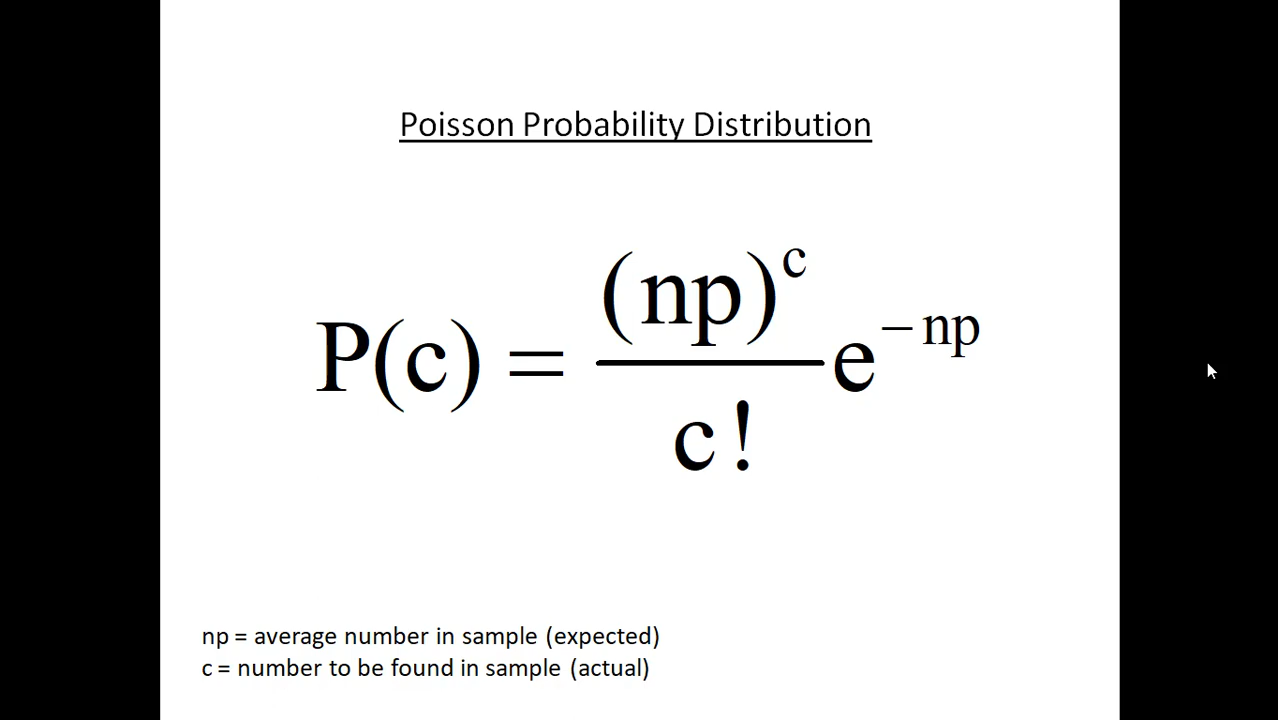 Poisson Probability Distribution
P(c) = (np)^c / c! e^−np
np = average number in sample (expected)
c = number to be found in sample (actual)